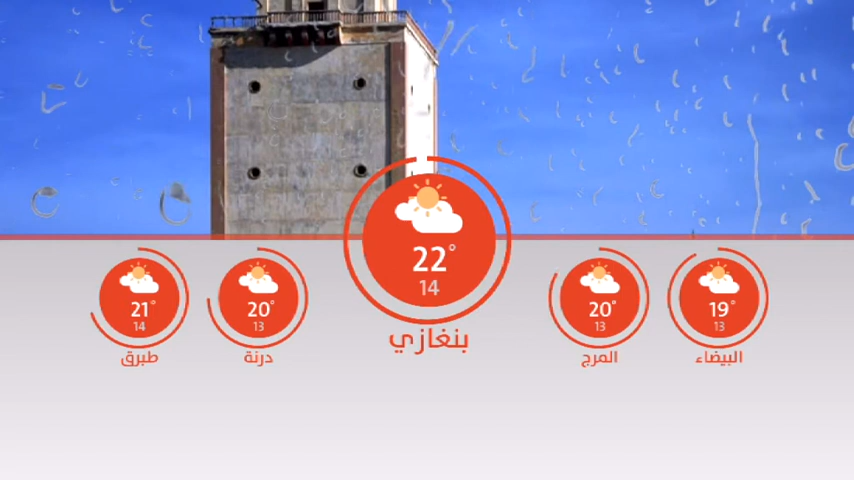 22°
14
بنغازي
19°
13
البيضاء
20°
13
المرج
20°
13
درنة
21°
14
طبرق